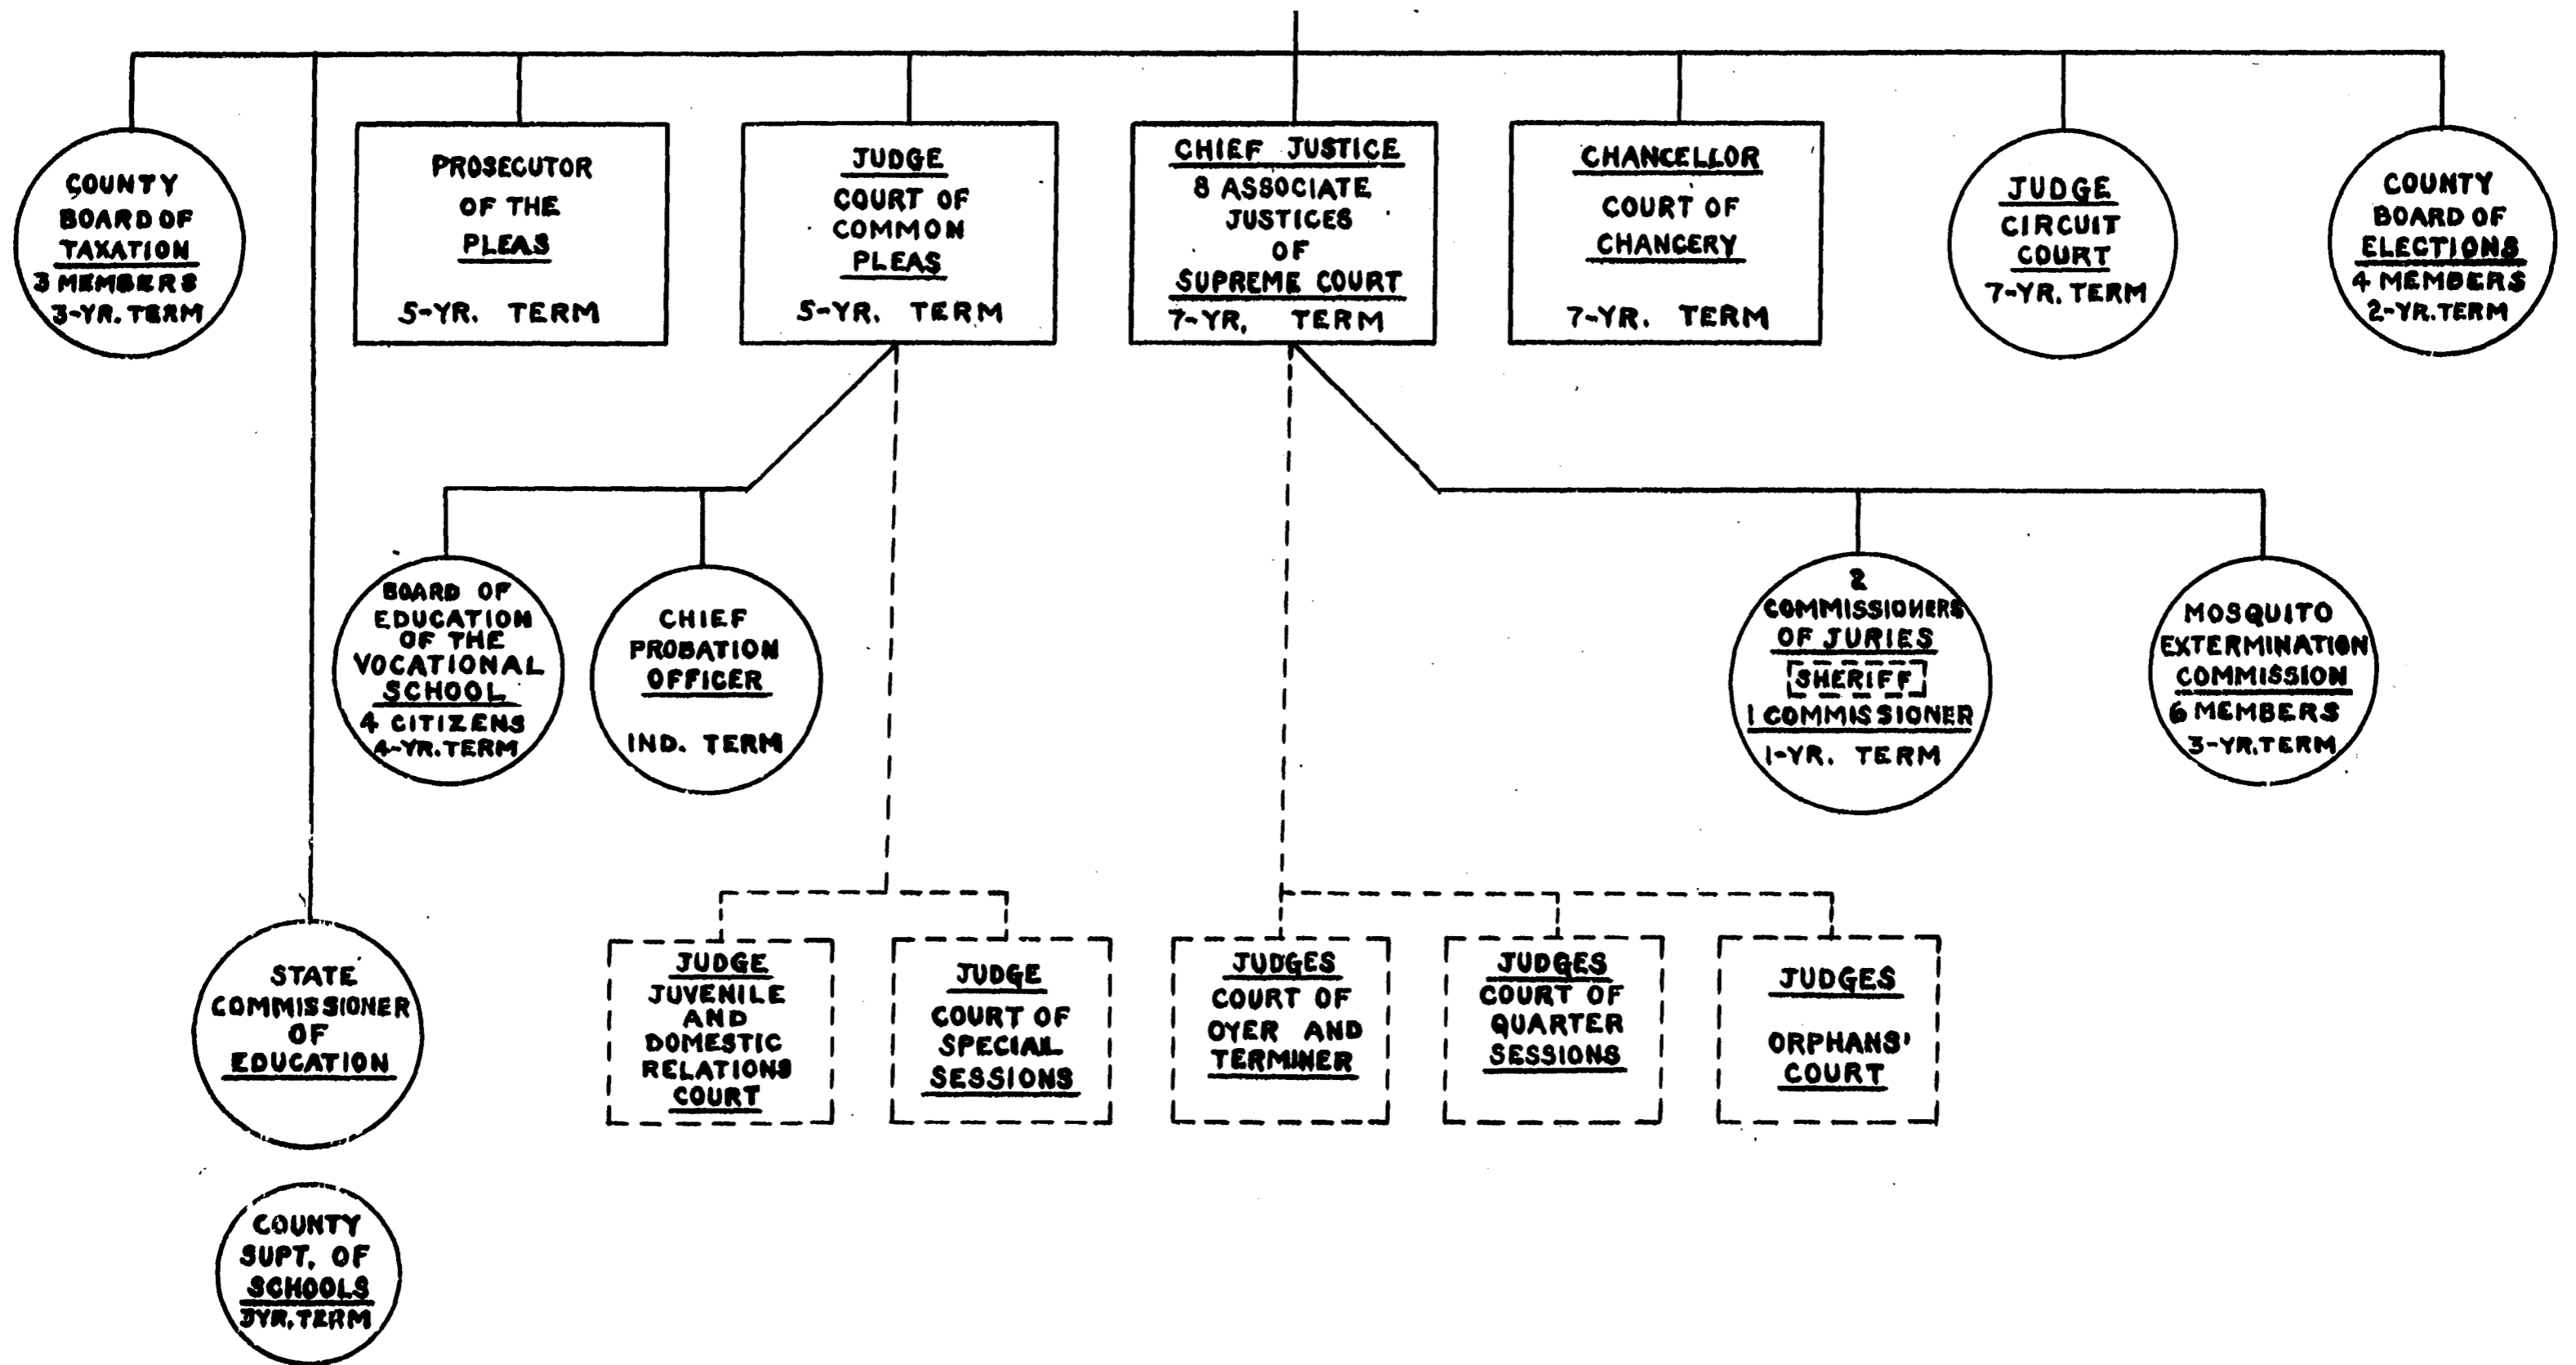 COUNTY
BOARD OF
TAXATION
3 MEMBERS
3-YR. TERM
PROSECUTOR
OF THE
PLEAS
5-YR. TERM
JUDGE
COURT OF
COMMON
PLEAS
5-YR. TERM
CHIEF JUSTICE
8 ASSOCIATE
JUSTICES
OF
SUPREME COURT
7-YR. TERM
CHANCELLOR
COURT OF
CHANCERY
7-YR. TERM
JUDGE
CIRCUIT
COURT
7-YR. TERM
COUNTY
BOARD OF
ELECTIONS
4 MEMBERS
2-YR. TERM
BOARD OF
EDUCATION
OF THE
VOCATIONAL
SCHOOL
4 CITIZENS
4-YR. TERM
CHIEF
PROBATION
OFFICER
IND. TERM
2
COMMISSIONERS
OF JURIES
SHERIFF
1 COMMISSIONER
1-YR. TERM
MOSQUITO
EXTERMINATION
COMMISSION
6 MEMBERS
3-YR. TERM
STATE
COMMISSIONER
OF
EDUCATION
JUDGE
JUVENILE
AND
DOMESTIC
RELATIONS
COURT
JUDGE
COURT OF
SPECIAL
SESSIONS
JUDGES
COURT OF
OYER AND
TERMINER
JUDGES
COURT OF
QUARTER
SESSIONS
JUDGES
ORPHANS'
COURT
COUNTY
SUPT. OF
SCHOOLS
3YR. TERM